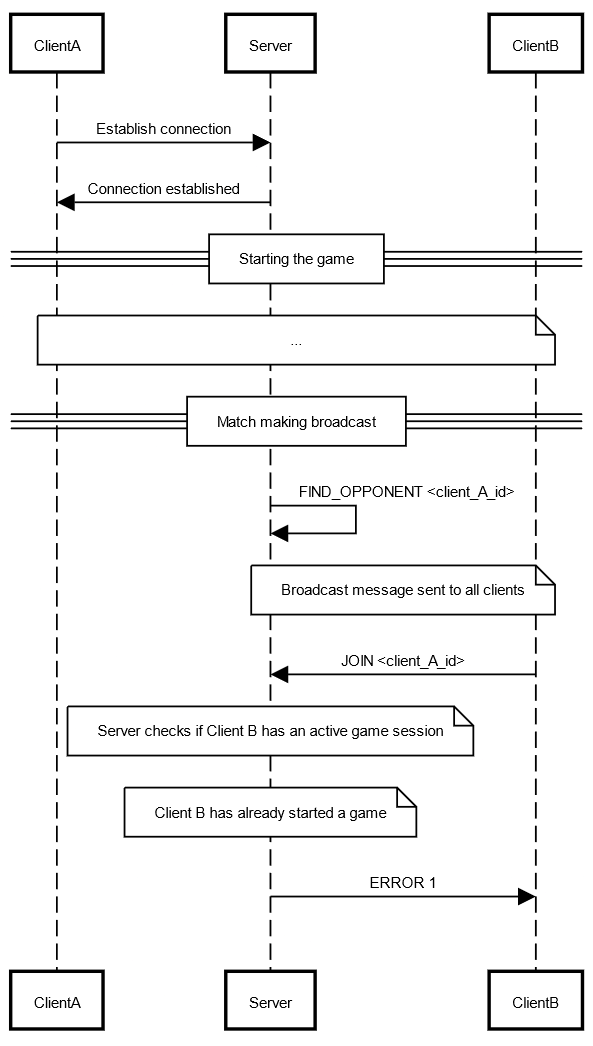 ClientA
Server
ClientB
Establish connection
Connection established
Starting the game
...
Match making broadcast
FIND_OPPONENT <client_A_id>
Broadcast message sent to all clients
JOIN <client_A_id>
Server checks if Client B has an active game session
Client B has already started a game
ERROR 1
ClientA
Server
ClientB